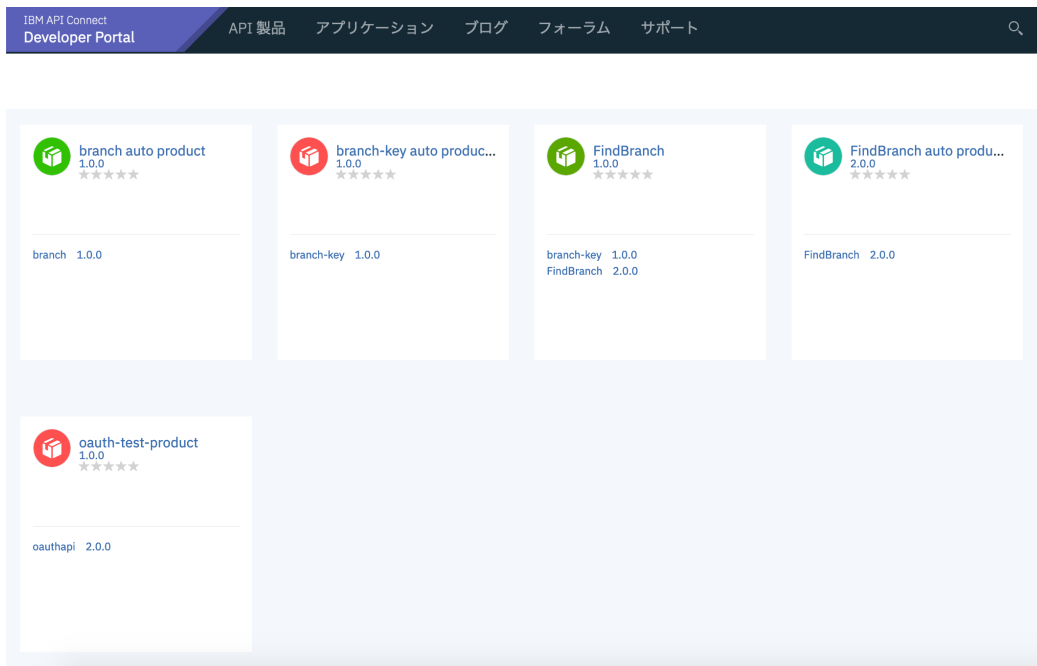 IBM API Connect
Developer Portal
API 製品 アプリケーション ブログ フォーラム サポート
branch auto product
1.0.0
branch 1.0.0
branch-key auto produc...
1.0.0
branch-key 1.0.0
FindBranch
1.0.0
branch-key 1.0.0
FindBranch 2.0.0
FindBranch auto produ...
2.0.0
FindBranch 2.0.0
oauth-test-product
1.0.0
oauthapi 2.0.0